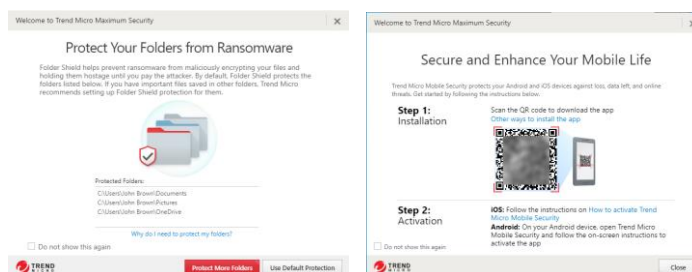 Welcome to Trend Micro Maximum Security
Protect Your Folders from Ransomware
Folder Shield helps prevent ransomware from maliciously encrypting your files and
holding them hostage until you pay the attacker. By default, Folder Shield protects the
folders listed below. If you have important files saved in other folders, Trend Micro
recommends setting up Folder Shield protection for them.
Protected Folders:
C:\Users\John Brown\Documents
C:\Users\John Brown\Pictures
C:\Users\John Brown\OneDrive
Why do I need to protect my folders?
Do not show this again
TREND
MICRO
Protect More Folders
Use Default Protection
Welcome to Trend Micro Maximum Security
Secure and Enhance Your Mobile Life
Trend Micro Mobile Security protects your Android and iOS devices against loss, data left, and online
threats. Get started by following the instructions below.
Step 1:
Installation
Scan the QR code to download the app
Other ways to install the app
Step 2:
Activation
iOS: Follow the instructions on How to activate Trend
Micro Mobile Security
Android: On your Android device, open Trend Micro
Mobile Security and follow the on-screen instructions to
activate the app
Do not show this again
TREND
MICRO
Close